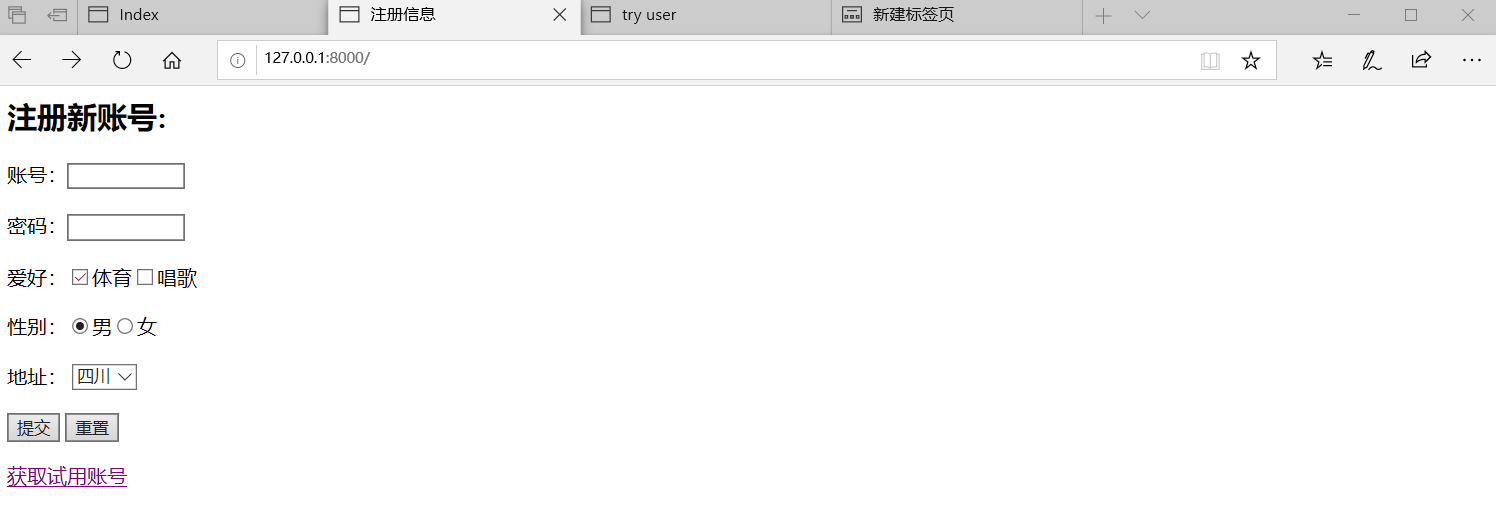 Index
注册信息
try user
新建标签页
127.0.0.1:8000/
注册新账号:
账号：
密码：
爱好： 体育 唱歌
性别： 男 女
地址： 四川
提交 重置
获取试用账号